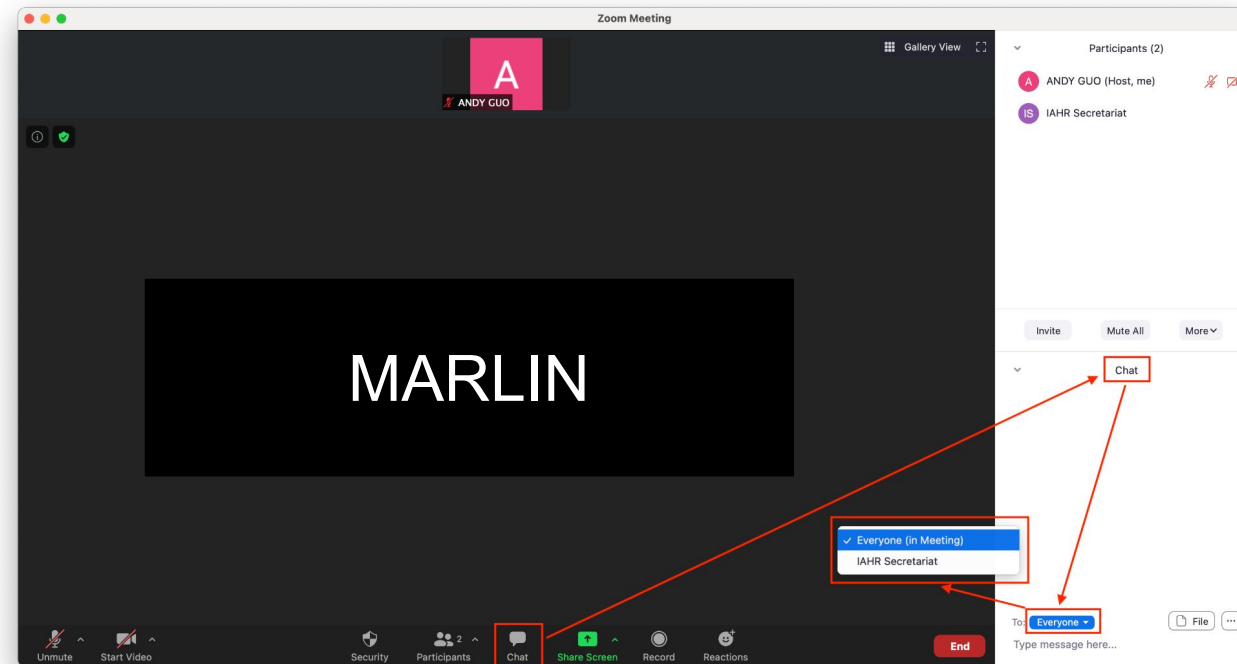 Zoom Meeting
Gallery View
A
ANDY GUO
MARLIN
Participants (2)
A ANDY GUO (Host, me)
IS IAHR Secretariat
Invite Mute All More
Chat
Everyone (in Meeting)
IAHR Secretariat
To: Everyone File ...
Type message here...
Unmute Start Video Security Participants 2 Chat Share Screen Record Reactions End